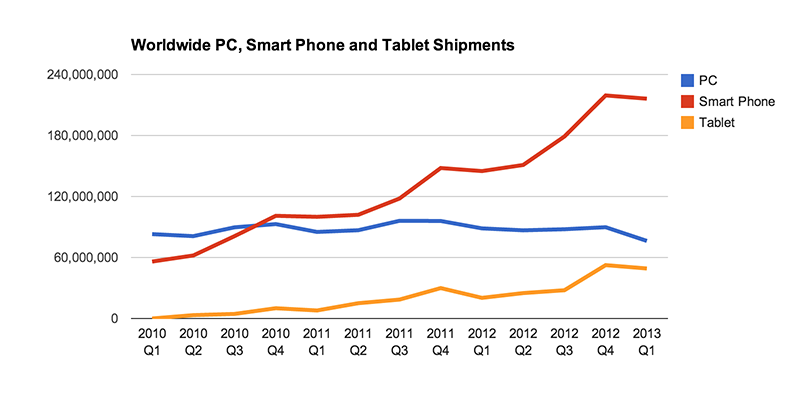 Worldwide PC, Smart Phone and Tablet Shipments
240,000,000
180,000,000
120,000,000
60,000,000
0
2010 2010 2010 2010 2011 2011 2011 2011 2012 2012 2012 2012 2013
Q1 Q2 Q3 Q4 Q1 Q2 Q3 Q4 Q1 Q2 Q3 Q4 Q1
PC
Smart Phone
Tablet